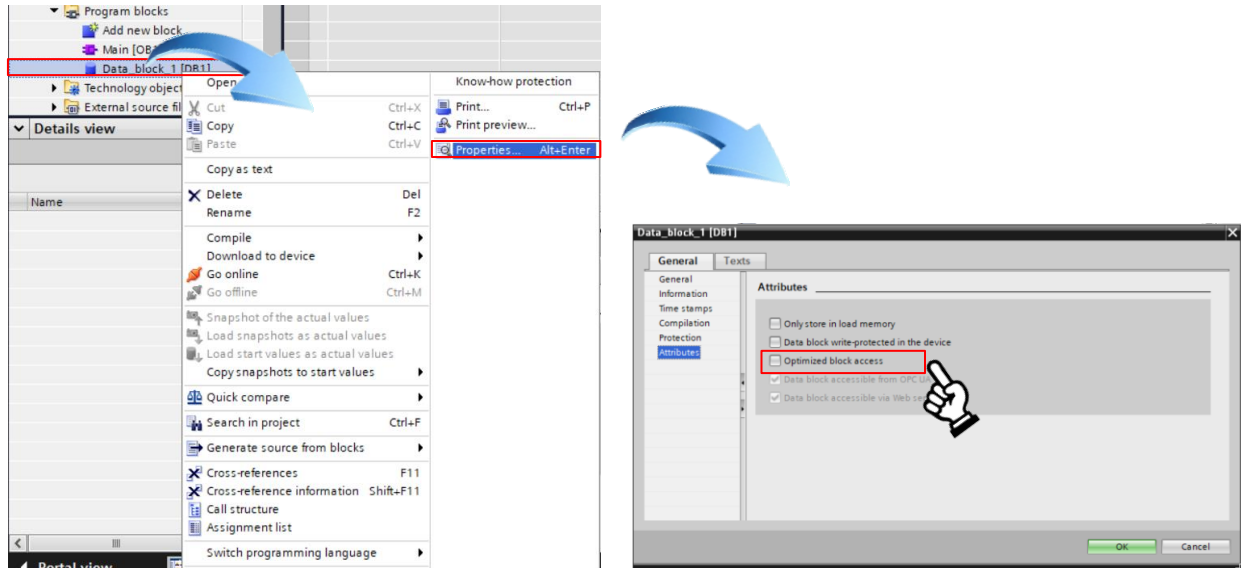 Program blocks
Add new block
Main [OB1
Data_block_1 [DB1]
Technology object
External source fil
Details view
Name
Portal view
Open
Cut Ctrl+X
Copy Ctrl+C
Paste Ctrl+V
Copy as text
Delete Del
Rename F2
Compile
Download to device
Go online Ctrl+K
Go offline Ctrl+M
Snapshot of the actual values
Load snapshots as actual values
Load start values as actual values
Copy snapshots to start values
Quick compare
Search in project Ctrl+F
Generate source from blocks
Cross-references F11
Cross-reference information Shift+F11
Call structure
Assignment list
Switch programming language
Know-how protection
Print... Ctrl+P
Print preview...
Properties... Alt+Enter
Data_block_1 [DB1]
General Texts
General
Information
Time stamps
Compilation
Protection
Attributes
Attributes
Only store in load memory
Data block write-protected in the device
Optimized block access
Data block accessible from OPC UA
Data block accessible via Web se
OK Cancel